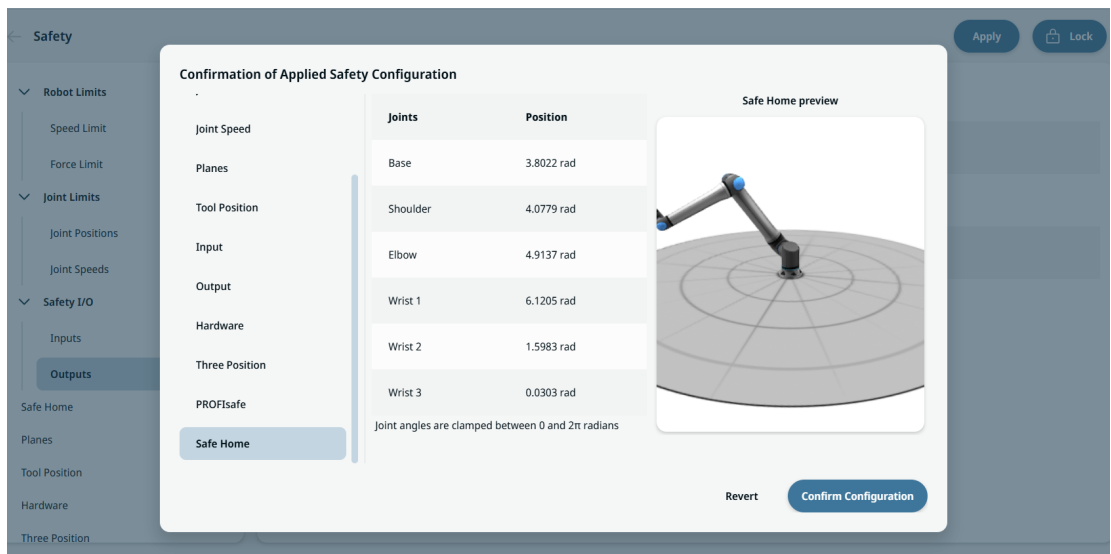 Safety
Apply
Lock
Robot Limits
Speed Limit
Force Limit
Joint Limits
Joint Positions
Joint Speeds
Safety I/O
Inputs
Outputs
Safe Home
Planes
Tool Position
Hardware
Three Position
Confirmation of Applied Safety Configuration
Joint Speed
Planes
Tool Position
Input
Output
Hardware
Three Position
PROFIsafe
Safe Home
Joints Position
Base 3.8022 rad
Shoulder 4.0779 rad
Elbow 4.9137 rad
Wrist 1 6.1205 rad
Wrist 2 1.5983 rad
Wrist 3 0.0303 rad
Joint angles are clamped between 0 and 2π radians
Safe Home preview
Revert
Confirm Configuration